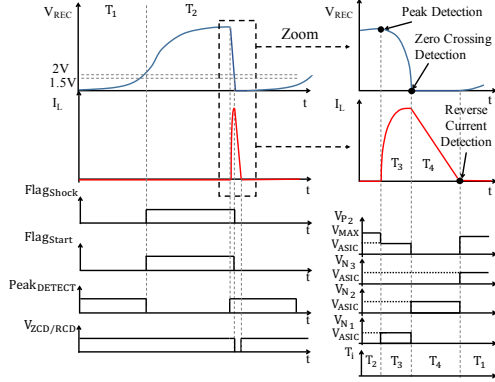 V_REC T₁ T₂
2V
1.5V
t
I_L
t
Zoom
Flag_Shock
t
Flag_Start
t
Peak_DETECT
t
V_ZCD/RCD
t
V_REC
Peak Detection
Zero Crossing
Detection
t
I_L
Reverse
Current
Detection
T₃ T₄
t
V_P2
V_MAX
V_ASIC
V_N3
V_ASIC
V_N2
V_ASIC
V_N1
V_ASIC
T_i T₂ T₃ T₄ T₁
t